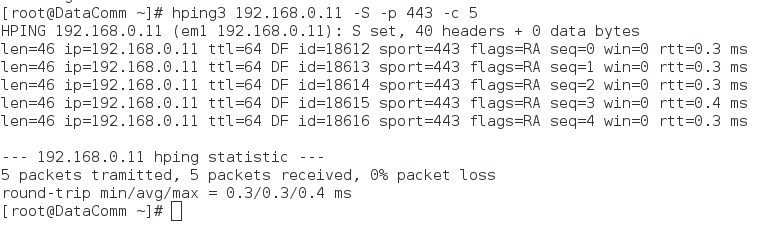 [root@DataComm ~]# hping3 192.168.0.11 -S -p 443 -c 5
HPING 192.168.0.11 (em1 192.168.0.11): S set, 40 headers + 0 data bytes
len=46 ip=192.168.0.11 ttl=64 DF id=18612 sport=443 flags=RA seq=0 win=0 rtt=0.3 ms
len=46 ip=192.168.0.11 ttl=64 DF id=18613 sport=443 flags=RA seq=1 win=0 rtt=0.3 ms
len=46 ip=192.168.0.11 ttl=64 DF id=18614 sport=443 flags=RA seq=2 win=0 rtt=0.3 ms
len=46 ip=192.168.0.11 ttl=64 DF id=18615 sport=443 flags=RA seq=3 win=0 rtt=0.4 ms
len=46 ip=192.168.0.11 ttl=64 DF id=18616 sport=443 flags=RA seq=4 win=0 rtt=0.3 ms
--- 192.168.0.11 hping statistic ---
5 packets tramitted, 5 packets received, 0% packet loss
round-trip min/avg/max = 0.3/0.3/0.4 ms
[root@DataComm ~]#